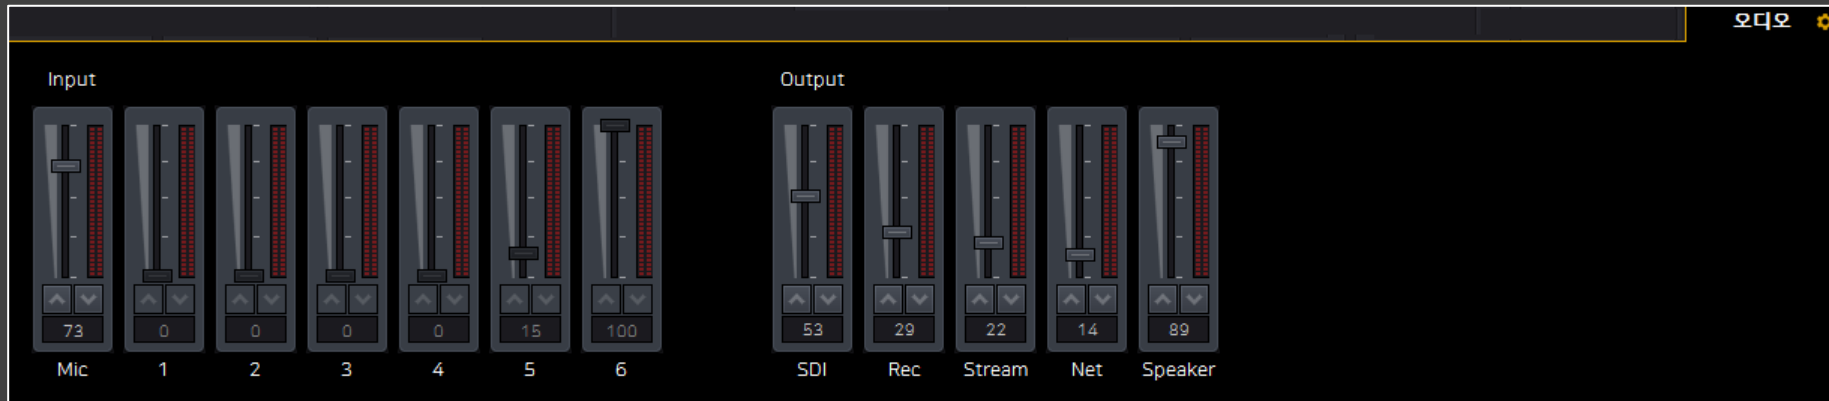 오디오
Input
Output
73 0 0 0 0 15 100
53 29 22 14 89
Mic 1 2 3 4 5 6
SDI Rec Stream Net Speaker